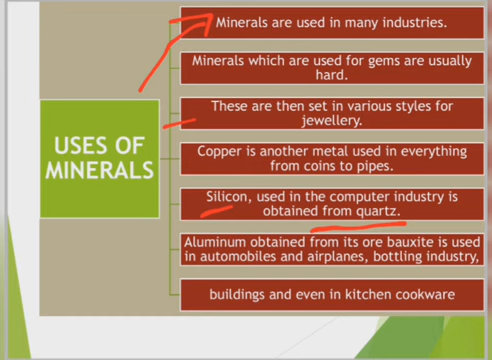 USES OF
MINERALS
Minerals are used in many industries.
Minerals which are used for gems are usually
hard.
These are then set in various styles for
jewellery.
Copper is another metal used in everything
from coins to pipes.
Silicon, used in the computer industry is
obtained from quartz.
Aluminum obtained from its ore bauxite is used
in automobiles and airplanes, bottling industry,
buildings and even in kitchen cookware